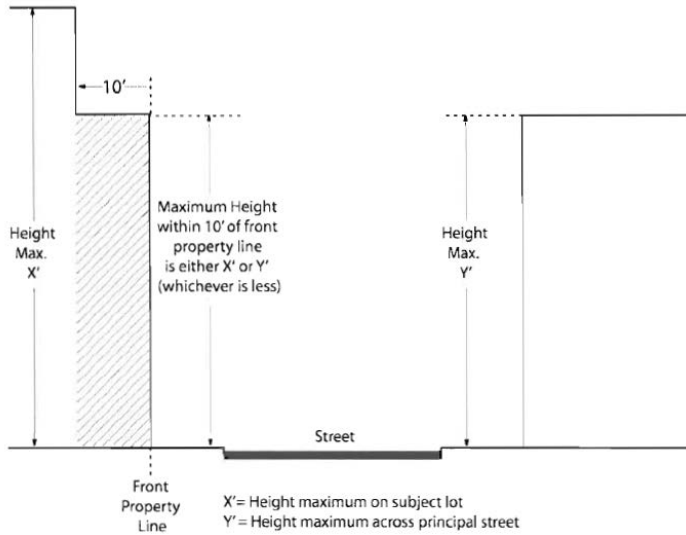 10'
Maximum Height
within 10' of front
property line
is either X' or Y'
(whichever is less)
Height
Max.
X'
Height
Max.
Y'
Street
Front
Property
Line
X'= Height maximum on subject lot
Y'= Height maximum across principal street